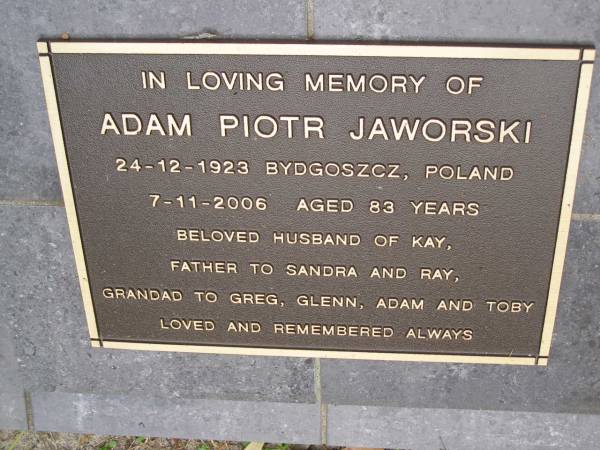 IN LOVING MEMORY OF
ADAM PIOTR JAWORSKI
24-12-1923 BYDGOSZCZ, POLAND
7-11-2006 AGED 83 YEARS
BELOVED HUSBAND OF KAY,
FATHER TO SANDRA AND RAY,
GRANDAD TO GREG, GLENN, ADAM AND TOBY
LOVED AND REMEMBERED ALWAYS